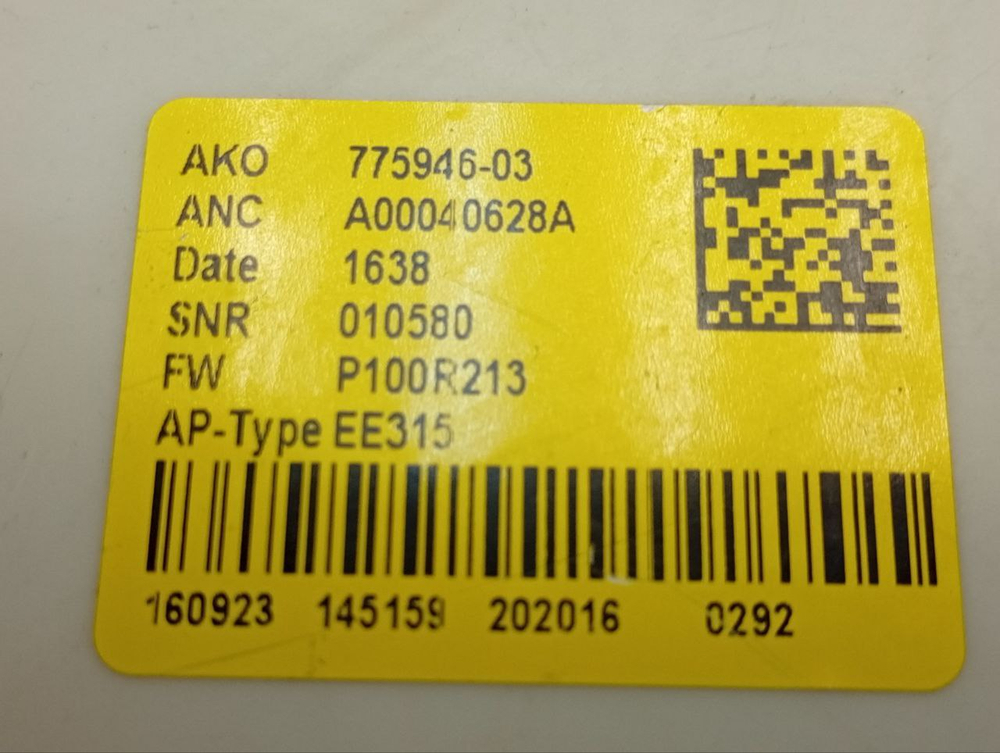 AKO 775946-03
ANC A00040628A
Date 1638
SNR 010580
FW P100R213
AP-Type EE315
160923 145159 202016 0292